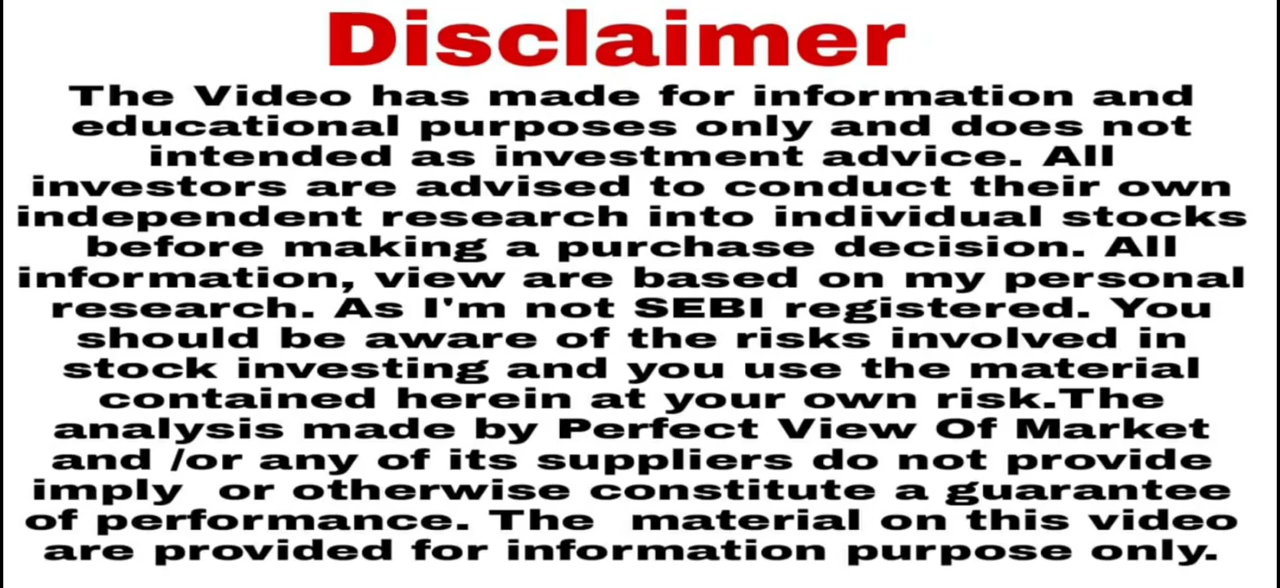 Disclaimer
The Video has made for information and
educational purposes only and does not
intended as investment advice. All
investors are advised to conduct their own
independent research into individual stocks
before making a purchase decision. All
information, view are based on my personal
research. As I'm not SEBI registered. You
should be aware of the risks involved in
stock investing and you use the material
contained herein at your own risk.The
analysis made by Perfect View Of Market
and /or any of its suppliers do not provide
imply  or otherwise constitute a guarantee
of performance. The  material on this video
are provided for information purpose only.